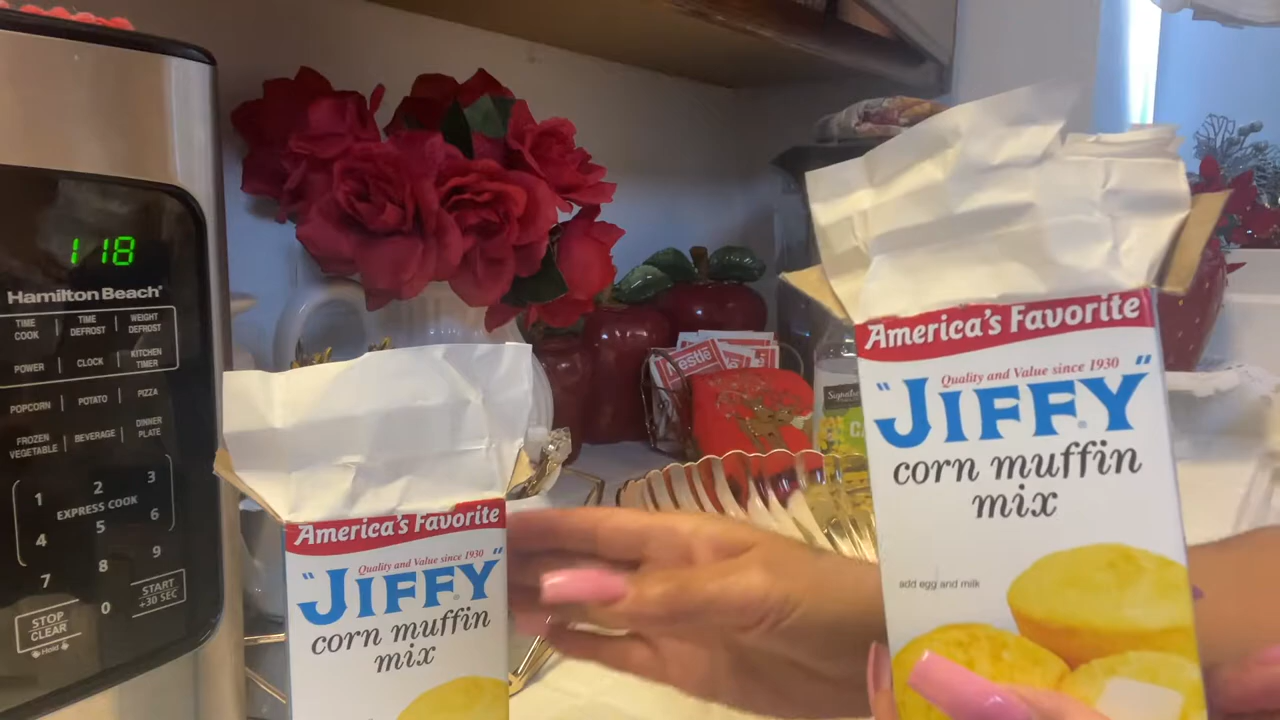 118
Hamilton Beach
TIME COOK
TIME DEFROST
WEIGHT DEFROST
POWER
CLOCK
KITCHEN TIMER
POPCORN
POTATO
PIZZA
FROZEN VEGETABLE
BEVERAGE
DINNER PLATE
1
2
3
EXPRESS COOK
4
5
6
7
8
9
STOP CLEAR
Hold
0
START +30 SEC
America's Favorite
Quality and Value since 1930
"JIFFY"
corn muffin
mix
Nestlé
America's Favorite
Quality and Value since 1930
"JIFFY"
corn muffin
mix
add egg and milk